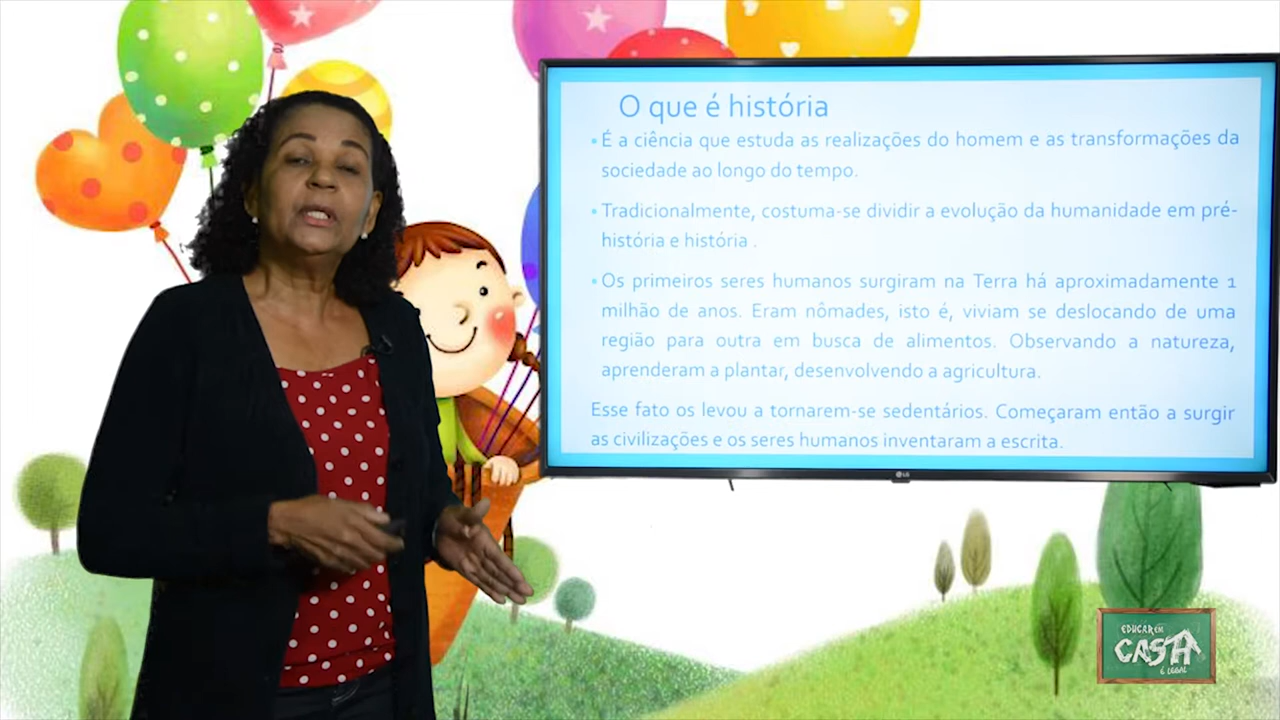 O que é história
▪ É a ciência que estuda as realizações do homem e as transformações da
sociedade ao longo do tempo.
▪ Tradicionalmente, costuma-se dividir a evolução da humanidade em pré-
história e história .
▪ Os primeiros seres humanos surgiram na Terra há aproximadamente 1
milhão de anos. Eram nômades, isto é, viviam se deslocando de uma
região para outra em busca de alimentos. Observando a natureza,
aprenderam a plantar, desenvolvendo a agricultura.
Esse fato os levou a tornarem-se sedentários. Começaram então a surgir
as civilizações e os seres humanos inventaram a escrita.
LG
EDUCAR EM
CASA
É LEGAL